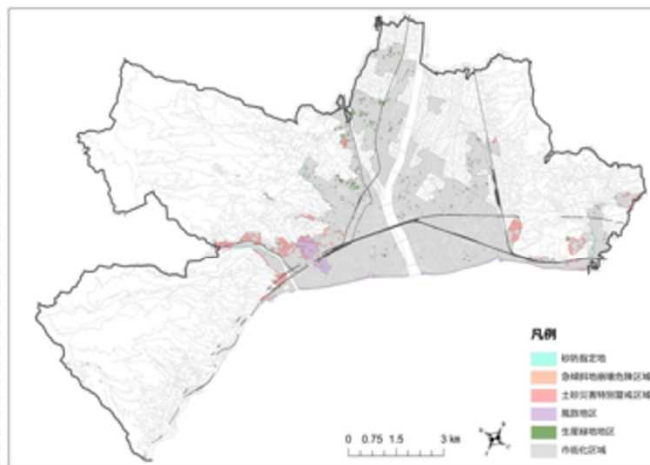 凡例
砂防指定地
急傾斜地崩壊危険区域
土砂災害特別警戒区域
風致地区
生産緑地地区
市街化区域
0 0.75 1.5 3 km